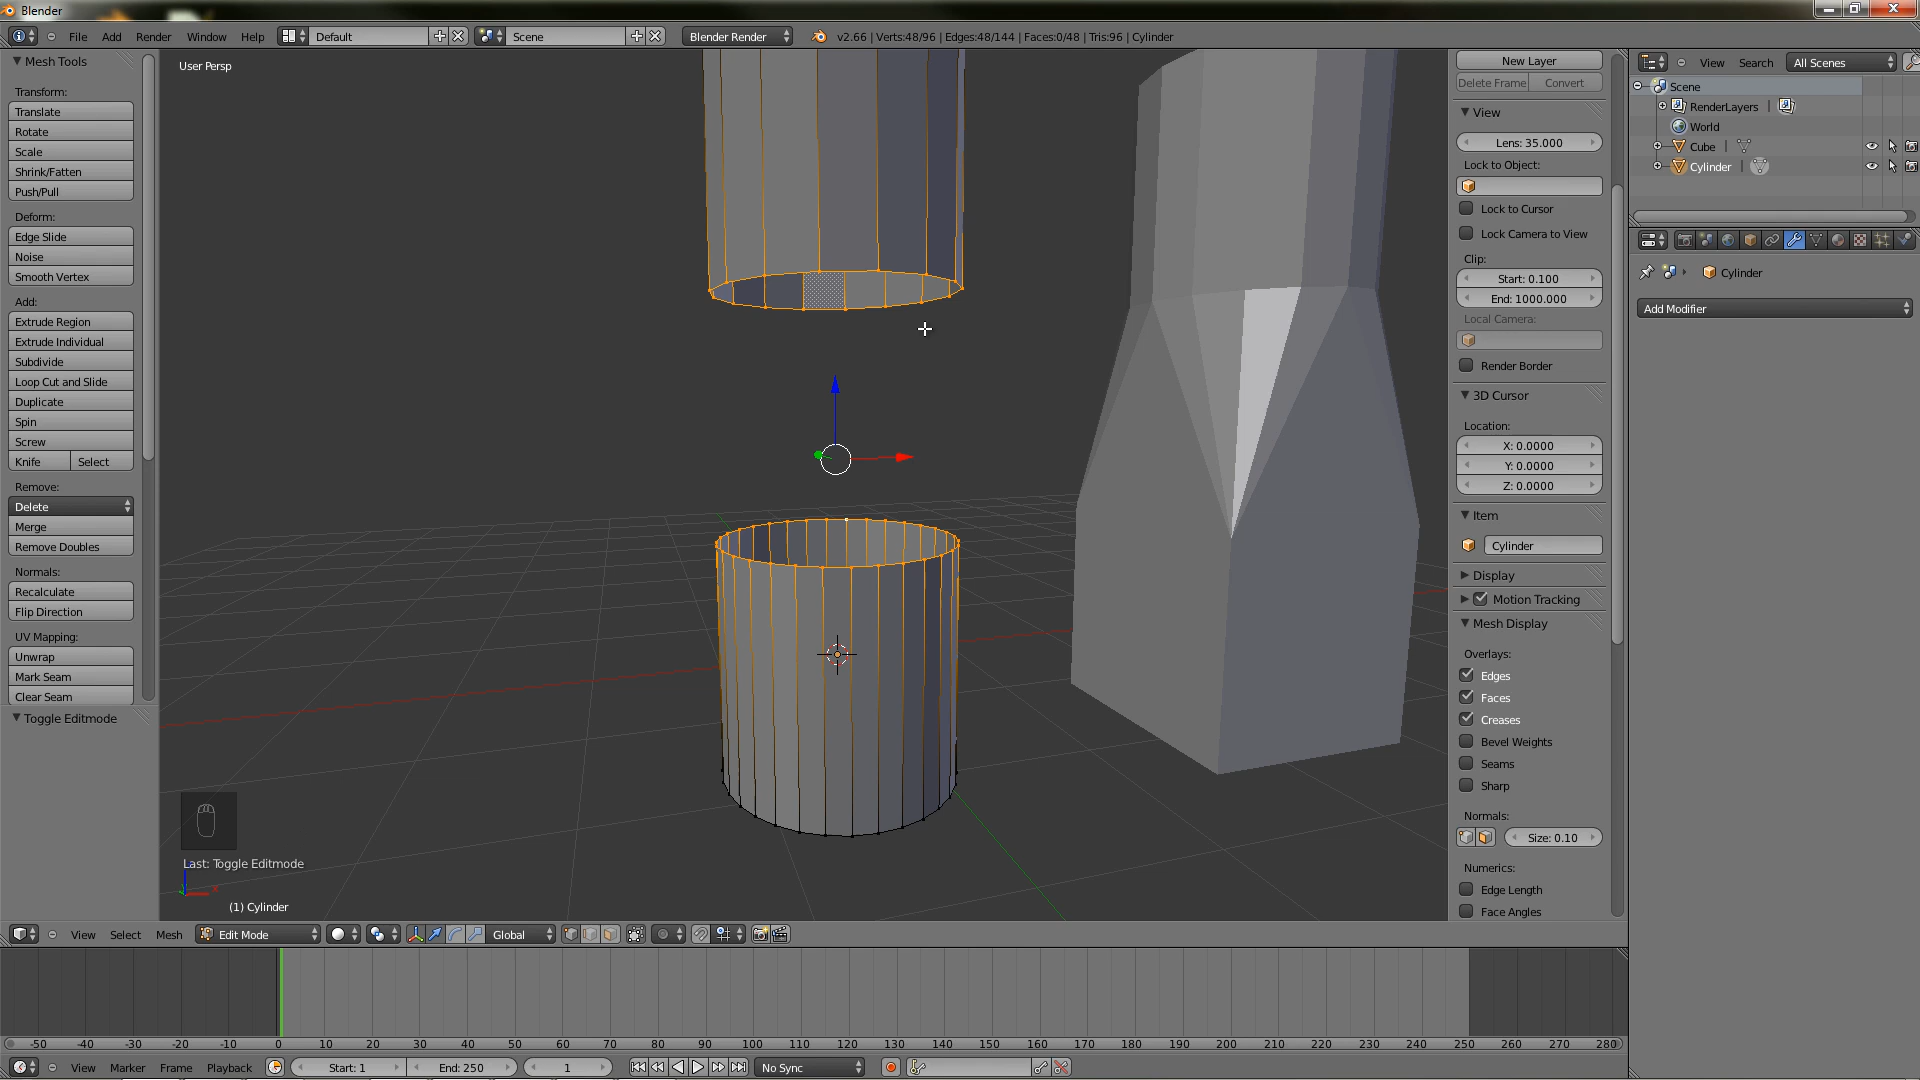 Blender
File Add Render Window Help Default Scene Blender Render v2.66 | Verts:48/96 | Edges:48/144 | Faces:0/48 | Tris:96 | Cylinder
Mesh Tools
Transform:
Translate
Rotate
Scale
Shrink/Fatten
Push/Pull
Deform:
Edge Slide
Noise
Smooth Vertex
Add:
Extrude Region
Extrude Individual
Subdivide
Loop Cut and Slide
Duplicate
Spin
Screw
Knife Select
Remove:
Delete
Merge
Remove Doubles
Normals:
Recalculate
Flip Direction
UV Mapping:
Unwrap
Mark Seam
Clear Seam
Toggle Editmode
User Persp
Last: Toggle Editmode
(1) Cylinder
New Layer
Delete Frame Convert
View
Lens: 35.000
Lock to Object:
Lock to Cursor
Lock Camera to View
Clip:
Start: 0.100
End: 1000.000
Local Camera:
Render Border
3D Cursor
Location:
X: 0.0000
Y: 0.0000
Z: 0.0000
Item
Cylinder
Display
Motion Tracking
Mesh Display
Overlays:
Edges
Faces
Creases
Bevel Weights
Seams
Sharp
Normals:
Size: 0.10
Numerics:
Edge Length
Face Angles
View Search All Scenes
Scene
RenderLayers |
World
Cube |
Cylinder |
Cylinder
Add Modifier
View Select Mesh Edit Mode Global
-50 -40 -30 -20 -10 0 10 20 30 40 50 60 70 80 90 100 110 120 130 140 150 160 170 180 190 200 210 220 230 240 250 260 270 280
View Marker Frame Playback Start: 1 End: 250 1 No Sync